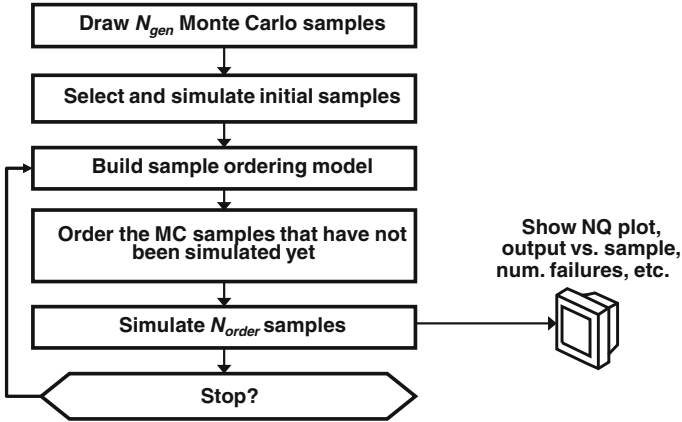 Draw N_gen Monte Carlo samples
Select and simulate initial samples
Build sample ordering model
Order the MC samples that have not
been simulated yet
Simulate N_order samples
Stop?
Show NQ plot,
output vs. sample,
num. failures, etc.